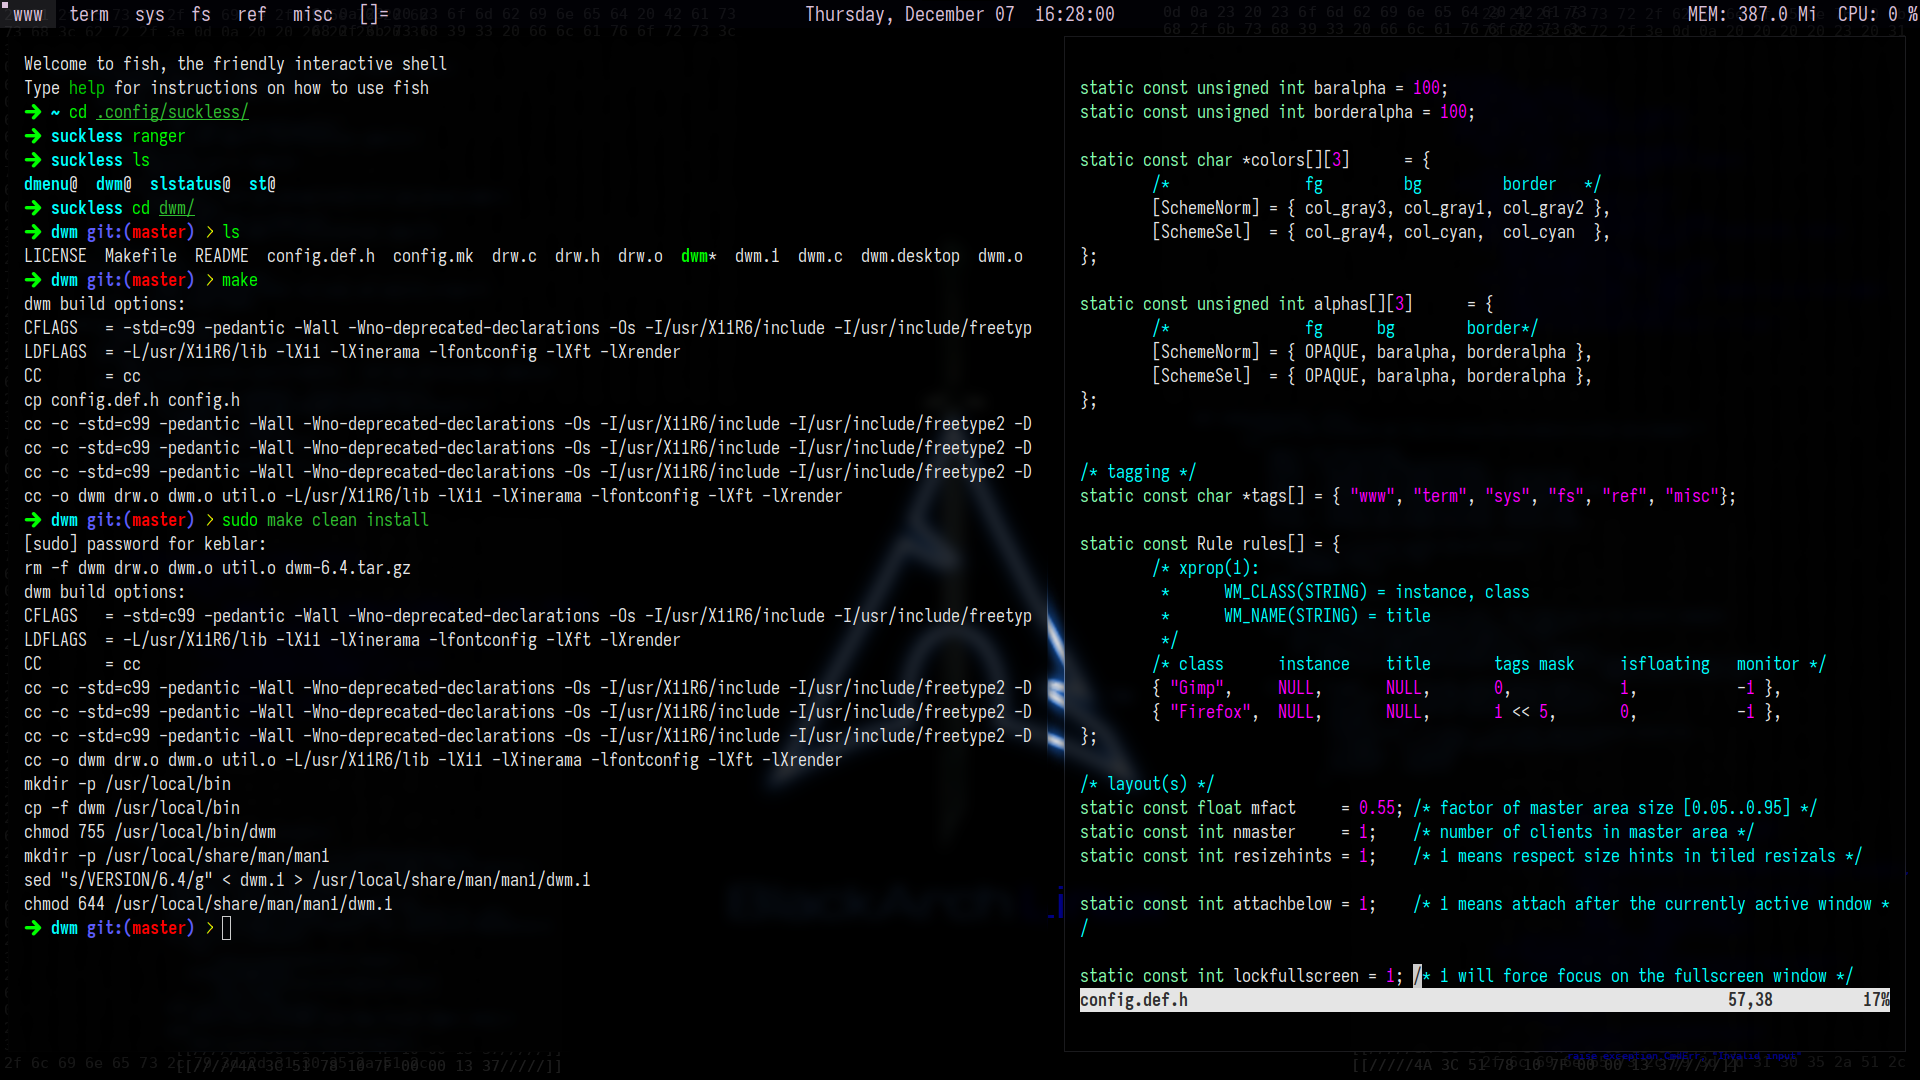 www term sys fs ref misc []= Thursday, December 07 16:28:00 MEM: 387.0 Mi CPU: 0 %
Welcome to fish, the friendly interactive shell
Type help for instructions on how to use fish
➜ ~ cd .config/suckless/
➜ suckless ranger
➜ suckless ls
dmenu@ dwm@ slstatus@ st@
➜ suckless cd dwm/
➜ dwm git:(master) > ls
LICENSE Makefile README config.def.h config.mk drw.c drw.h drw.o dwm* dwm.1 dwm.c dwm.desktop dwm.o
➜ dwm git:(master) > make
dwm build options:
CFLAGS = -std=c99 -pedantic -Wall -Wno-deprecated-declarations -Os -I/usr/X11R6/include -I/usr/include/freetyp
LDFLAGS = -L/usr/X11R6/lib -lX11 -lXinerama -lfontconfig -lXft -lXrender
CC = cc
cp config.def.h config.h
cc -c -std=c99 -pedantic -Wall -Wno-deprecated-declarations -Os -I/usr/X11R6/include -I/usr/include/freetype2 -D
cc -c -std=c99 -pedantic -Wall -Wno-deprecated-declarations -Os -I/usr/X11R6/include -I/usr/include/freetype2 -D
cc -c -std=c99 -pedantic -Wall -Wno-deprecated-declarations -Os -I/usr/X11R6/include -I/usr/include/freetype2 -D
cc -o dwm drw.o dwm.o util.o -L/usr/X11R6/lib -lX11 -lXinerama -lfontconfig -lXft -lXrender
➜ dwm git:(master) > sudo make clean install
[sudo] password for keblar:
rm -f dwm drw.o dwm.o util.o dwm-6.4.tar.gz
dwm build options:
CFLAGS = -std=c99 -pedantic -Wall -Wno-deprecated-declarations -Os -I/usr/X11R6/include -I/usr/include/freetyp
LDFLAGS = -L/usr/X11R6/lib -lX11 -lXinerama -lfontconfig -lXft -lXrender
CC = cc
cc -c -std=c99 -pedantic -Wall -Wno-deprecated-declarations -Os -I/usr/X11R6/include -I/usr/include/freetype2 -D
cc -c -std=c99 -pedantic -Wall -Wno-deprecated-declarations -Os -I/usr/X11R6/include -I/usr/include/freetype2 -D
cc -c -std=c99 -pedantic -Wall -Wno-deprecated-declarations -Os -I/usr/X11R6/include -I/usr/include/freetype2 -D
cc -o dwm drw.o dwm.o util.o -L/usr/X11R6/lib -lX11 -lXinerama -lfontconfig -lXft -lXrender
mkdir -p /usr/local/bin
cp -f dwm /usr/local/bin
chmod 755 /usr/local/bin/dwm
mkdir -p /usr/local/share/man/man1
sed "s/VERSION/6.4/g" < dwm.1 > /usr/local/share/man/man1/dwm.1
chmod 644 /usr/local/share/man/man1/dwm.1
➜ dwm git:(master) >
static const unsigned int baralpha = 100;
static const unsigned int borderalpha = 100;
static const char *colors[][3] = {
/* fg bg border */
[SchemeNorm] = { col_gray3, col_gray1, col_gray2 },
[SchemeSel] = { col_gray4, col_cyan, col_cyan },
};
static const unsigned int alphas[][3] = {
/* fg bg border*/
[SchemeNorm] = { OPAQUE, baralpha, borderalpha },
[SchemeSel] = { OPAQUE, baralpha, borderalpha },
};
/* tagging */
static const char *tags[] = { "www", "term", "sys", "fs", "ref", "misc"};
static const Rule rules[] = {
/* xprop(1):
* WM_CLASS(STRING) = instance, class
* WM_NAME(STRING) = title
*/
/* class instance title tags mask isfloating monitor */
{ "Gimp", NULL, NULL, 0, 1, -1 },
{ "Firefox", NULL, NULL, 1 << 5, 0, -1 },
};
/* layout(s) */
static const float mfact = 0.55; /* factor of master area size [0.05..0.95] */
static const int nmaster = 1; /* number of clients in master area */
static const int resizehints = 1; /* 1 means respect size hints in tiled resizals */
static const int attachbelow = 1; /* 1 means attach after the currently active window *
/
static const int lockfullscreen = 1; /* 1 will force focus on the fullscreen window */
config.def.h 57,38 17%